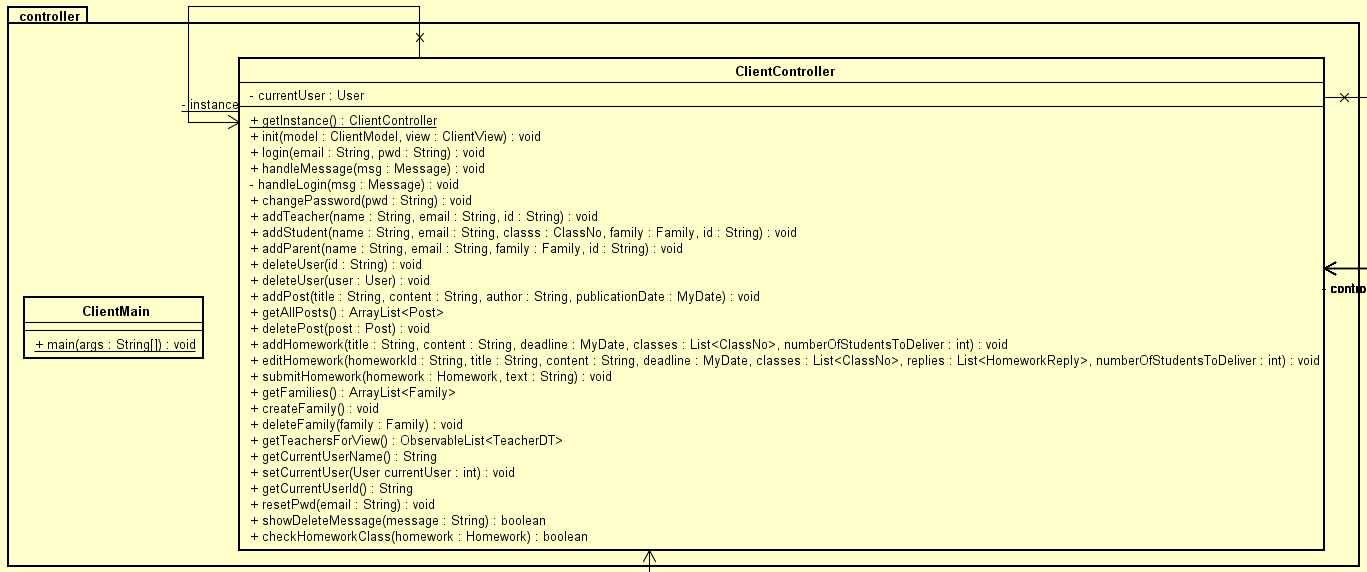 controller
ClientController
- currentUser : User
- instance
+ getInstance() : ClientController
+ init(model : ClientModel, view : ClientView) : void
+ login(email : String, pwd : String) : void
+ handleMessage(msg : Message) : void
- handleLogin(msg : Message) : void
+ changePassword(pwd : String) : void
+ addTeacher(name : String, email : String, id : String) : void
+ addStudent(name : String, email : String, classs : ClassNo, family : Family, id : String) : void
+ addParent(name : String, email : String, family : Family, id : String) : void
+ deleteUser(id : String) : void
+ deleteUser(user : User) : void
+ addPost(title : String, content : String, author : String, publicationDate : MyDate) : void
+ getAllPosts() : ArrayList<Post>
+ deletePost(post : Post) : void
+ addHomework(title : String, content : String, deadline : MyDate, classes : List<ClassNo>, numberOfStudentsToDeliver : int) : void
+ editHomework(homeworkId : String, title : String, content : String, deadline : MyDate, classes : List<ClassNo>, replies : List<HomeworkReply>, numberOfStudentsToDeliver : int) : void
+ submitHomework(homework : Homework, text : String) : void
+ getFamilies() : ArrayList<Family>
+ createFamily() : void
+ deleteFamily(family : Family) : void
+ getTeachersForView() : ObservableList<TeacherDT>
+ getCurrentUserName() : String
+ setCurrentUser(User currentUser : int) : void
+ getCurrentUserId() : String
+ resetPwd(email : String) : void
+ showDeleteMessage(message : String) : boolean
+ checkHomeworkClass(homework : Homework) : boolean
ClientMain
+ main(args : String[]) : void
- contro